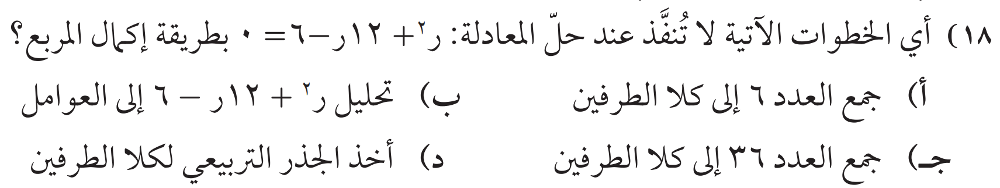 ١٨) أي الخطوات الآتية لا تُنفَّذ عند حلّ المعادلة: ر٢ + ١٢ر − ٦ = ٠ بطريقة إكمال المربع؟
أ) جمع العدد ٦ إلى كلا الطرفين ب) تحليل ر٢ + ١٢ر − ٦ إلى العوامل
جـ) جمع العدد ٣٦ إلى كلا الطرفين د) أخذ الجذر التربيعي لكلا الطرفين